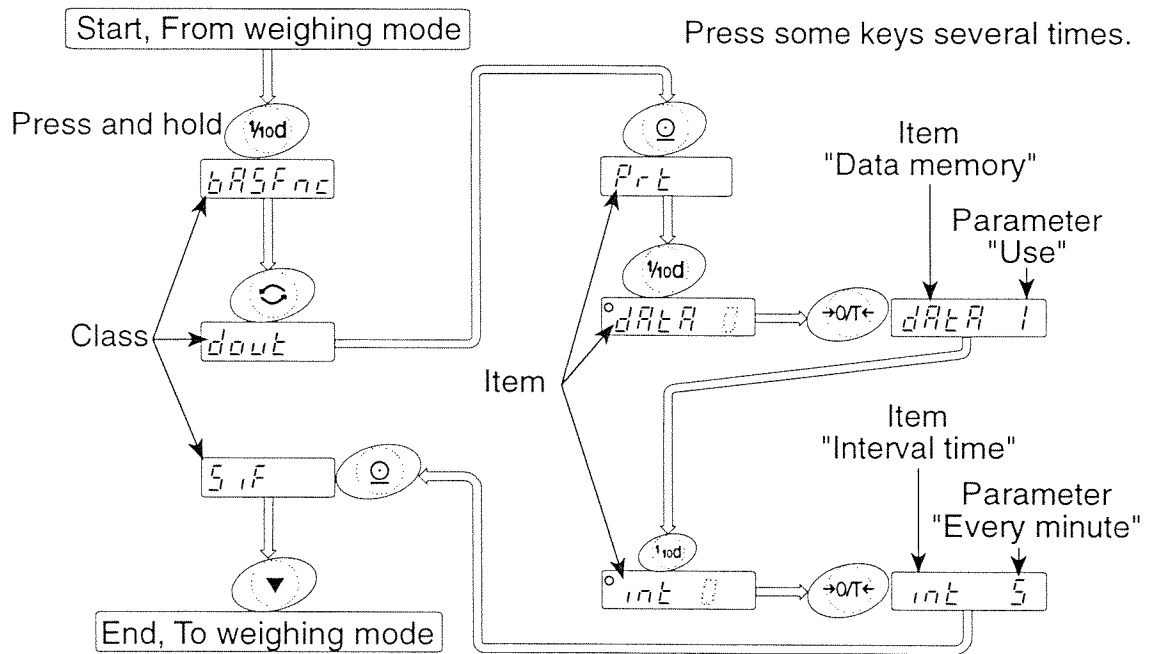 Start, From weighing mode
Press some keys several times.
Press and hold
1/10d
bASFnc
Class
dout
Prt
1/10d
dAtA 0
→0/T←
Item
"Data memory"
Parameter
"Use"
dAtA 1
Item
1/10d
int 0
→0/T←
Item
"Interval time"
Parameter
"Every minute"
int 5
SiF
End, To weighing mode